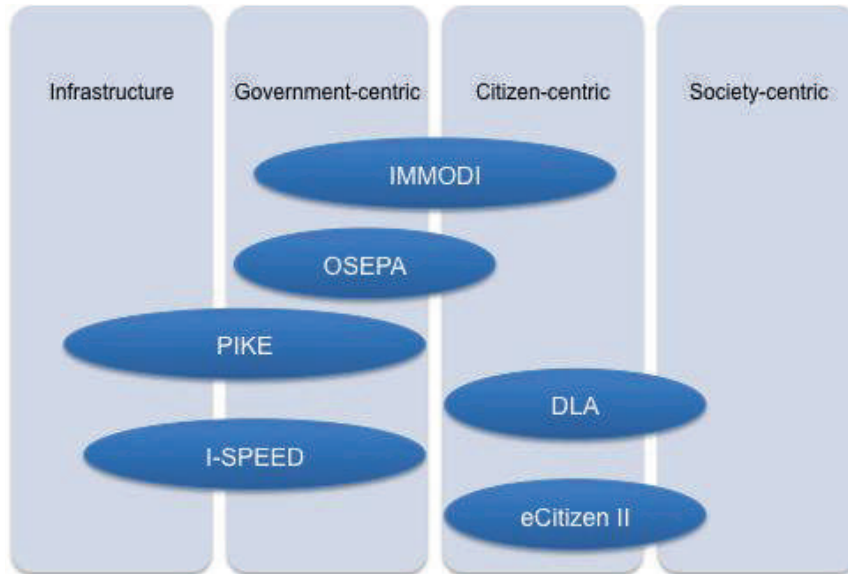 Infrastructure
Government-centric
Citizen-centric
Society-centric
IMMODI
OSEPA
PIKE
DLA
I-SPEED
eCitizen II